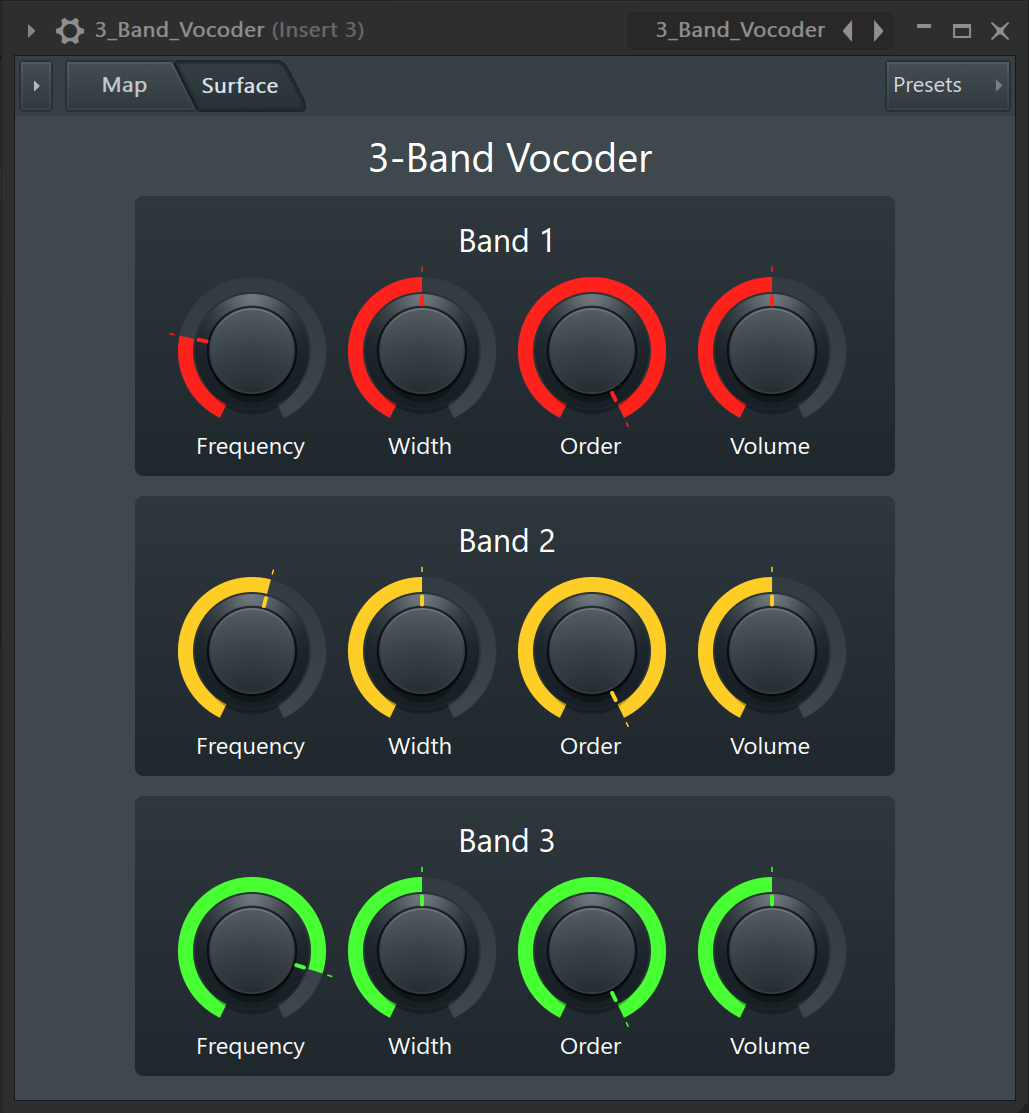 3_Band_Vocoder (Insert 3) 3_Band_Vocoder
Map Surface Presets
3-Band Vocoder
Band 1
Frequency Width Order Volume
Band 2
Frequency Width Order Volume
Band 3
Frequency Width Order Volume